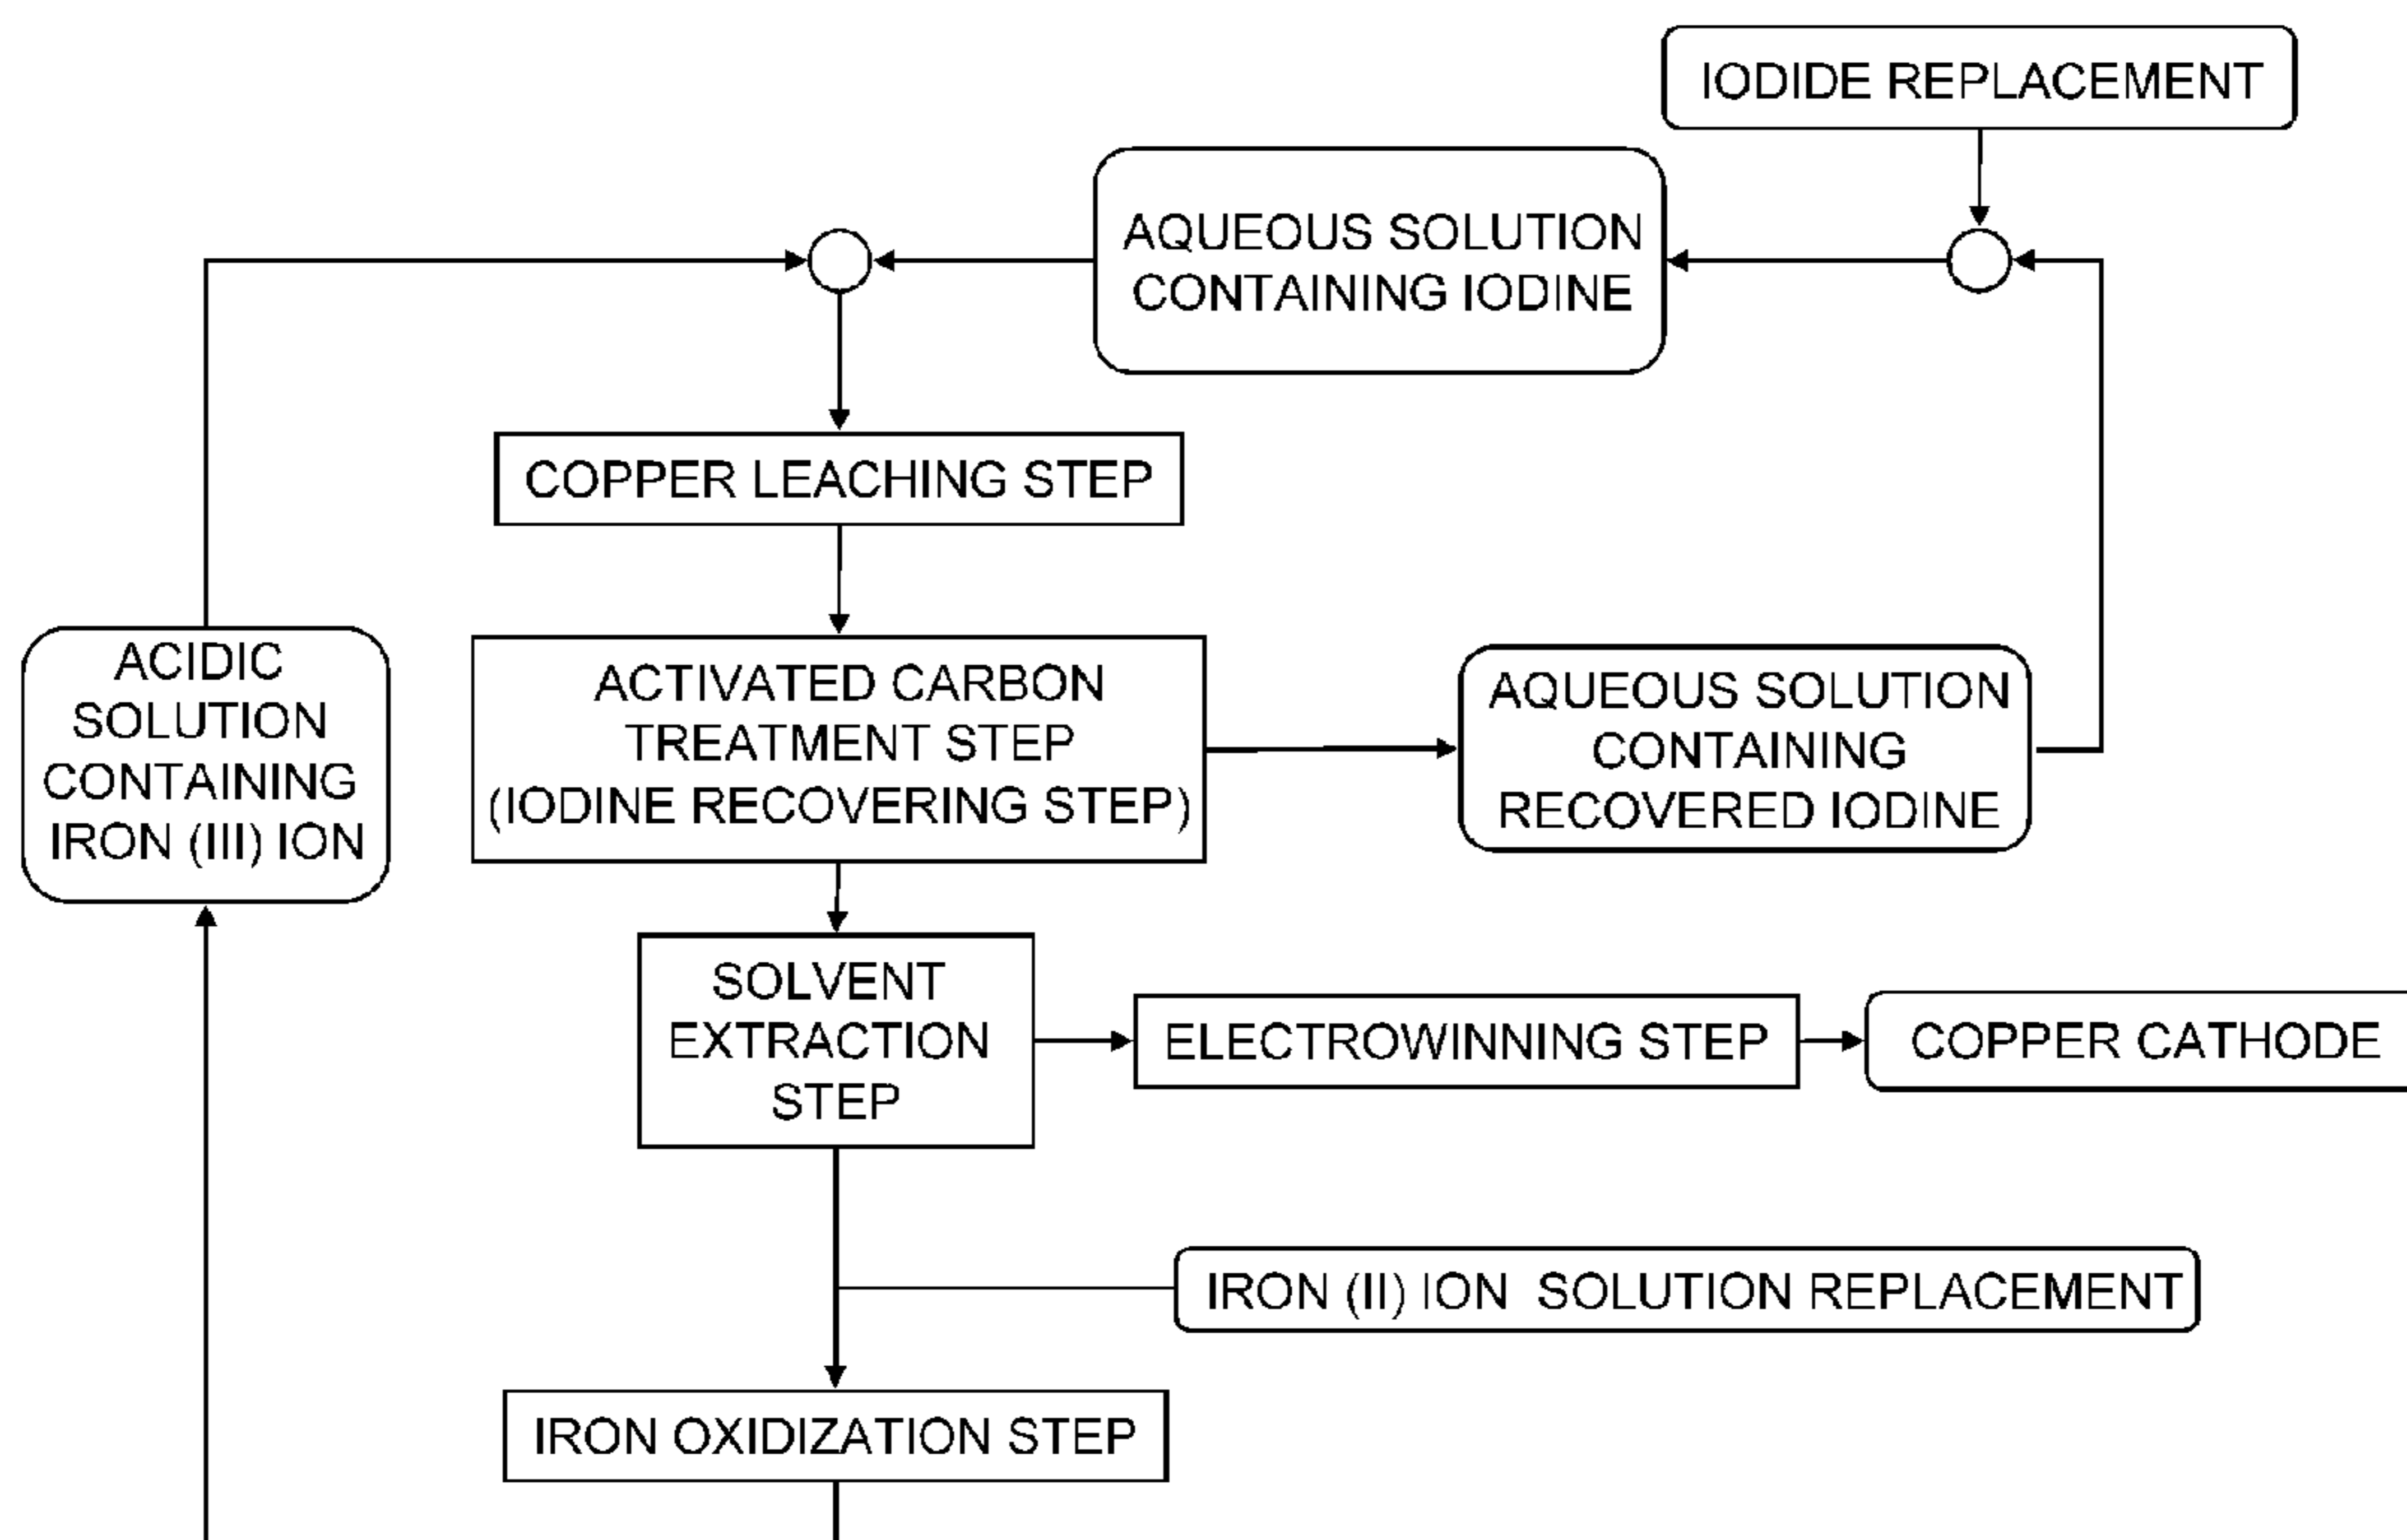 IODIDE REPLACEMENT
AQUEOUS SOLUTION
CONTAINING IODINE
COPPER LEACHING STEP
ACIDIC
SOLUTION
CONTAINING
IRON (III) ION
ACTIVATED CARBON
TREATMENT STEP
(IODINE RECOVERING STEP)
AQUEOUS SOLUTION
CONTAINING
RECOVERED IODINE
SOLVENT
EXTRACTION
STEP
ELECTROWINNING STEP
COPPER CATHODE
IRON (II) ION SOLUTION REPLACEMENT
IRON OXIDIZATION STEP